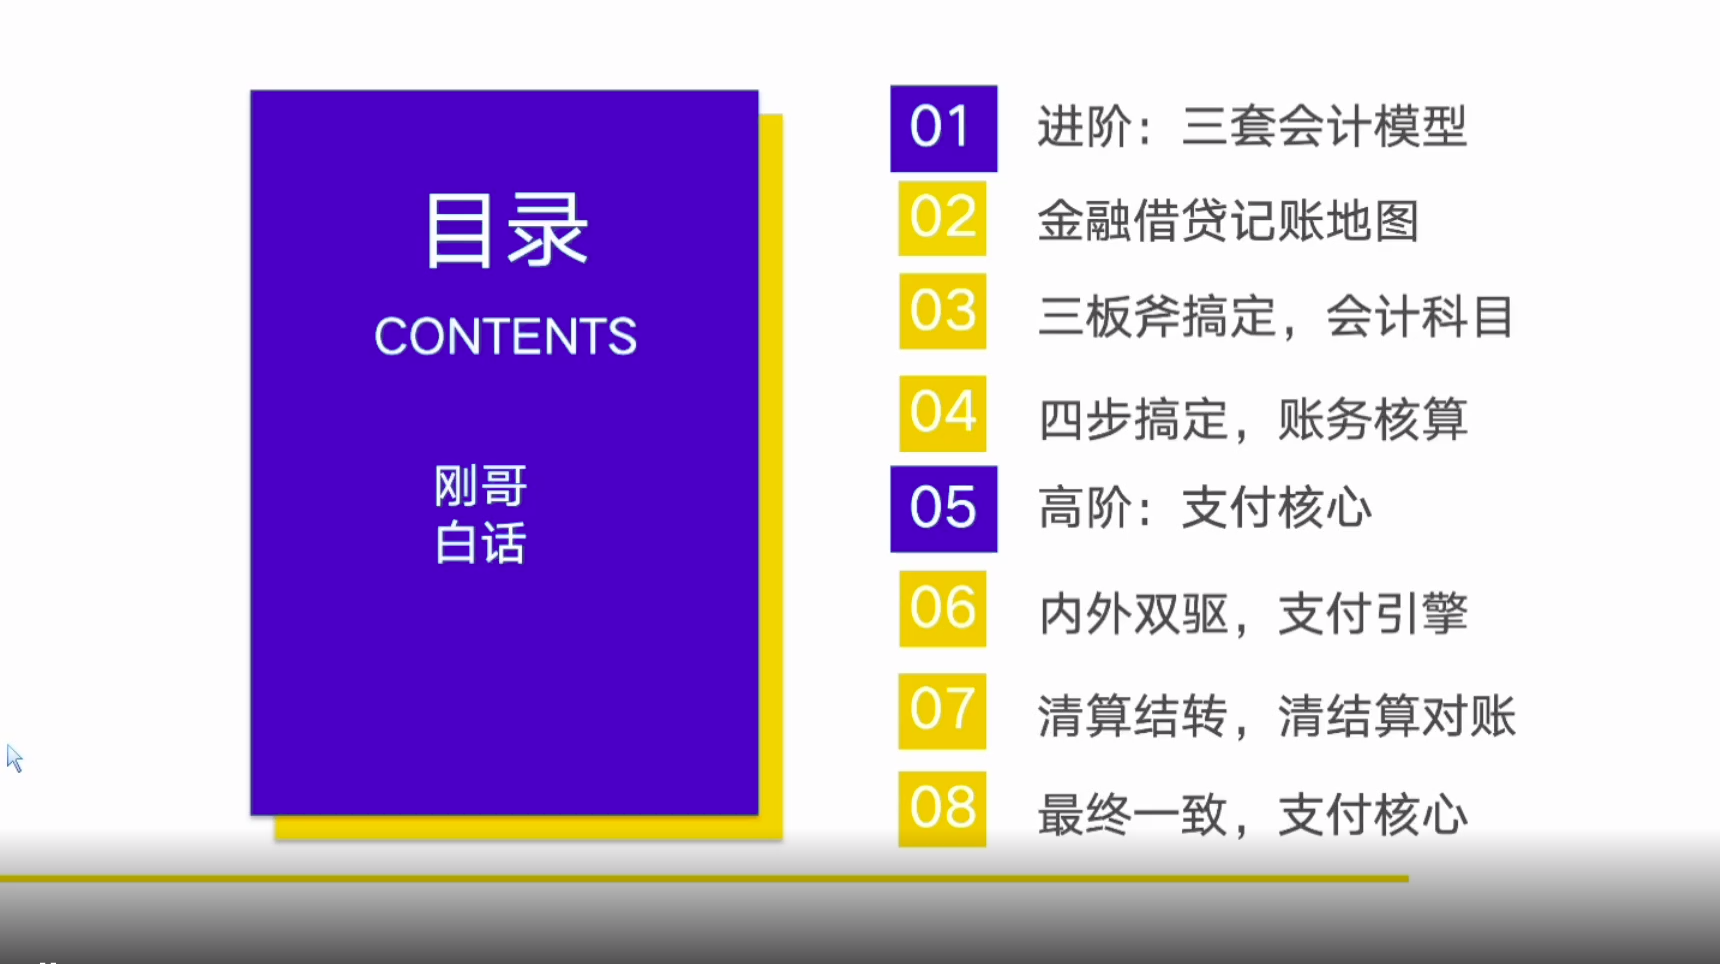 目录
CONTENTS
刚哥
白话
01 进阶：三套会计模型
02 金融借贷记账地图
03 三板斧搞定，会计科目
04 四步搞定，账务核算
05 高阶：支付核心
06 内外双驱，支付引擎
07 清算结转，清结算对账
08 最终一致，支付核心